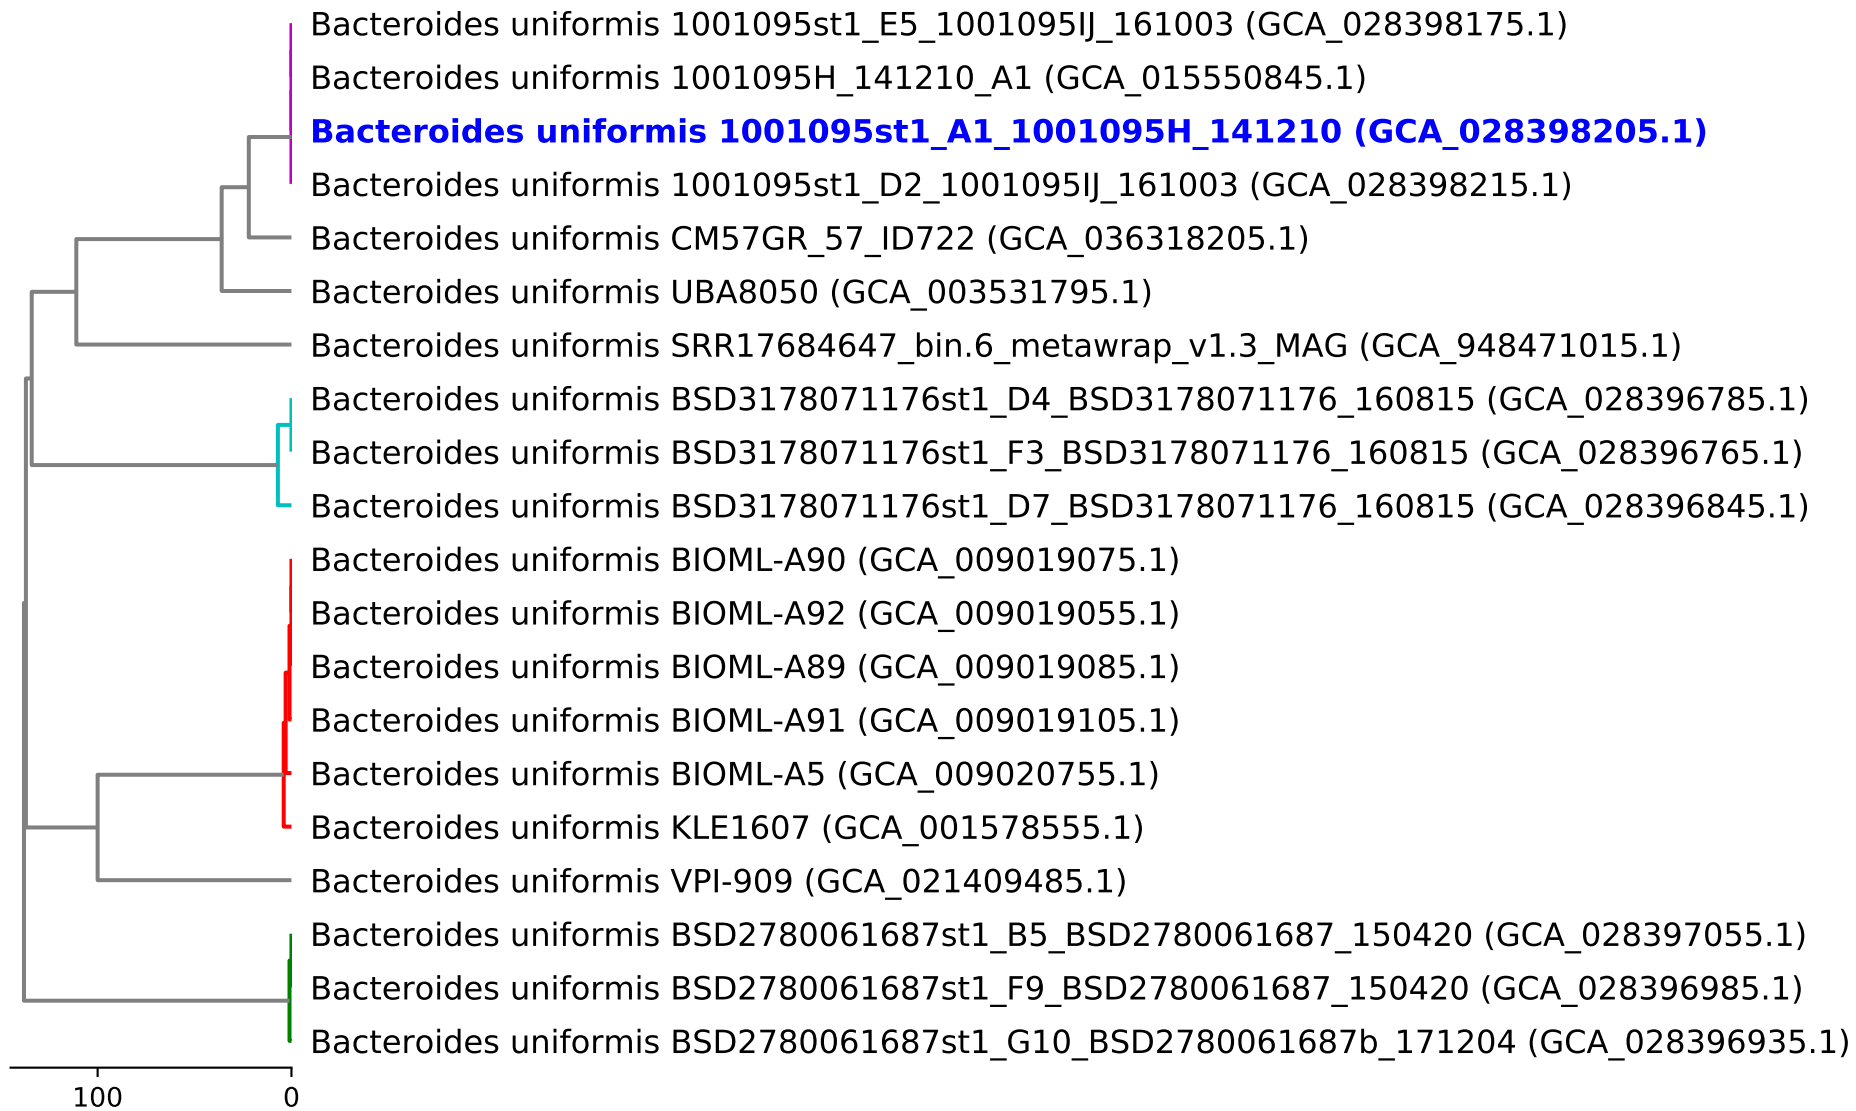 Bacteroides uniformis 1001095st1_E5_1001095IJ_161003 (GCA_028398175.1)
Bacteroides uniformis 1001095H_141210_A1 (GCA_015550845.1)
Bacteroides uniformis 1001095st1_A1_1001095H_141210 (GCA_028398205.1)
Bacteroides uniformis 1001095st1_D2_1001095IJ_161003 (GCA_028398215.1)
Bacteroides uniformis CM57GR_57_ID722 (GCA_036318205.1)
Bacteroides uniformis UBA8050 (GCA_003531795.1)
Bacteroides uniformis SRR17684647_bin.6_metawrap_v1.3_MAG (GCA_948471015.1)
Bacteroides uniformis BSD3178071176st1_D4_BSD3178071176_160815 (GCA_028396785.1)
Bacteroides uniformis BSD3178071176st1_F3_BSD3178071176_160815 (GCA_028396765.1)
Bacteroides uniformis BSD3178071176st1_D7_BSD3178071176_160815 (GCA_028396845.1)
Bacteroides uniformis BIOML-A90 (GCA_009019075.1)
Bacteroides uniformis BIOML-A92 (GCA_009019055.1)
Bacteroides uniformis BIOML-A89 (GCA_009019085.1)
Bacteroides uniformis BIOML-A91 (GCA_009019105.1)
Bacteroides uniformis BIOML-A5 (GCA_009020755.1)
Bacteroides uniformis KLE1607 (GCA_001578555.1)
Bacteroides uniformis VPI-909 (GCA_021409485.1)
Bacteroides uniformis BSD2780061687st1_B5_BSD2780061687_150420 (GCA_028397055.1)
Bacteroides uniformis BSD2780061687st1_F9_BSD2780061687_150420 (GCA_028396985.1)
Bacteroides uniformis BSD2780061687st1_G10_BSD2780061687b_171204 (GCA_028396935.1)
100 0